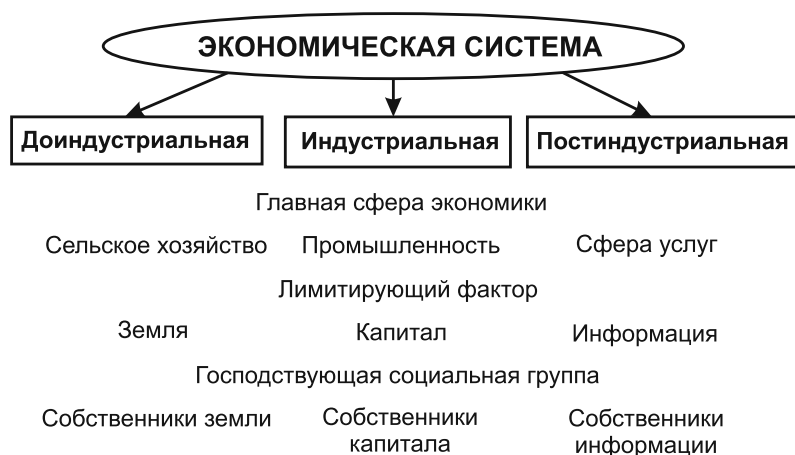 ЭКОНОМИЧЕСКАЯ СИСТЕМА
Доиндустриальная Индустриальная Постиндустриальная
Главная сфера экономики
Сельское хозяйство Промышленность Сфера услуг
Лимитирующий фактор
Земля Капитал Информация
Господствующая социальная группа
Собственники земли Собственники Собственники
капитала информации